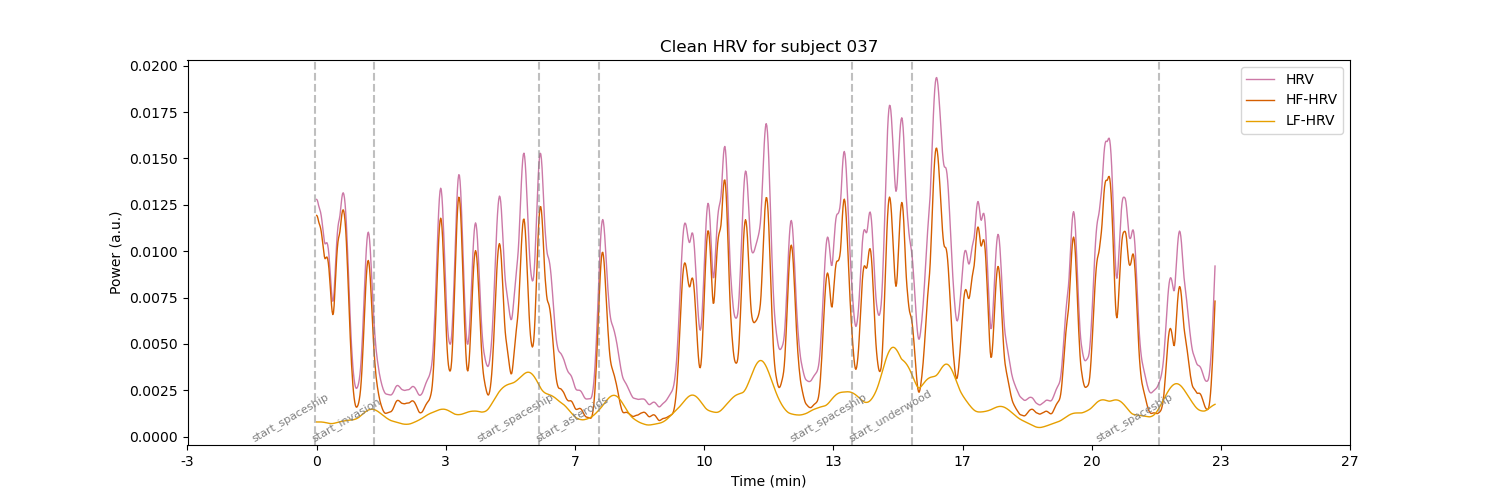 Clean HRV for subject 037
0.0200
0.0175
0.0150
0.0125
0.0100
0.0075
0.0050
0.0025
0.0000
Power (a.u.)
HRV
HF-HRV
LF-HRV
start_spaceship
start_invasion
start_spaceship
start_asteroids
start_spaceship
start_underwood
start_spaceship
-3 0 3 7 10 13 17 20 23 27
Time (min)